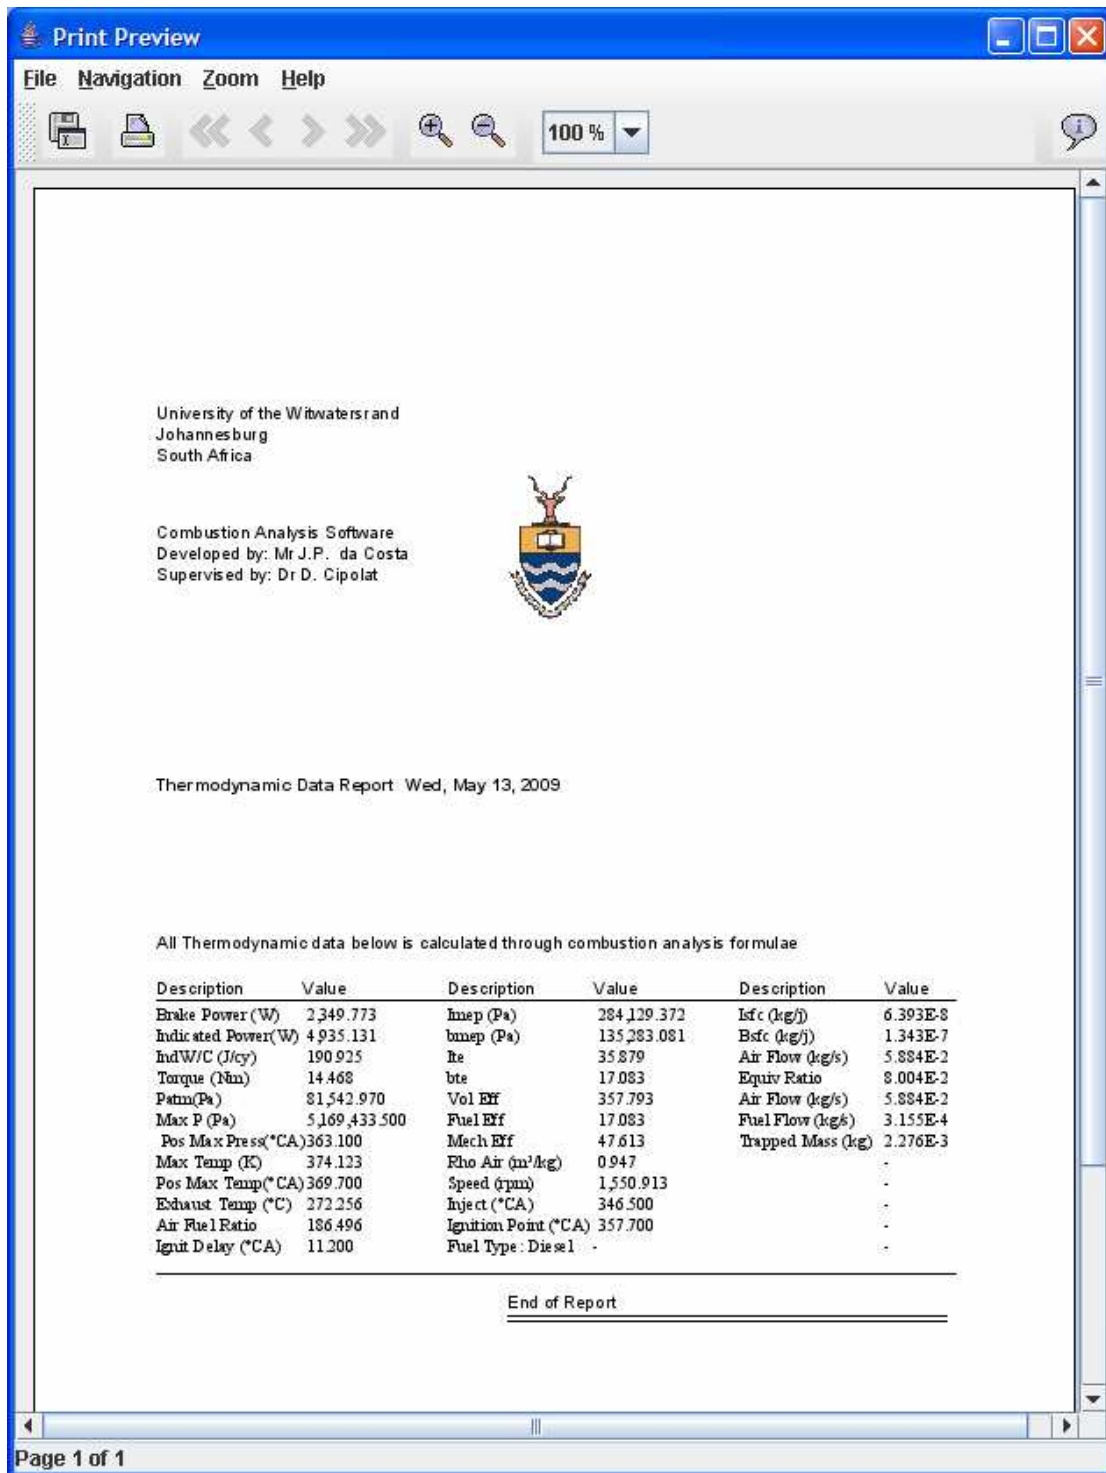 Print Preview
File Navigation Zoom Help
100 %
University of the Witwatersrand
Johannesburg
South Africa
Combustion Analysis Software
Developed by: Mr J.P. da Costa
Supervised by: Dr D. Cipolat
Thermodynamic Data Report Wed, May 13, 2009
All Thermodynamic data below is calculated through combustion analysis formulae
Description Value Description Value Description Value
Brake Power (W) 2,349.773 Imep (Pa) 284,129.372 Isfc (kg/j) 6.393E-8
Indicated Power(W) 4,935.131 bmep (Pa) 135,283.081 Bsfc (kg/j) 1.343E-7
IndW/C (J/cy) 190.925 Ite 35.879 Air Flow (kg/s) 5.884E-2
Torque (Nm) 14.468 bte 17.083 Equiv Ratio 8.004E-2
Patm(Pa) 81,542.970 Vol Eff 357.793 Air Flow (kg/s) 5.884E-2
Max P (Pa) 5,169,433.500 Fuel Eff 17.083 Fuel Flow (kg/s) 3.155E-4
Pos Max Press(*CA)363.100 Mech Eff 47.613 Trapped Mass (kg) 2.276E-3
Max Temp (K) 374.123 Rho Air (m³/kg) 0.947 -
Pos Max Temp(*CA) 369.700 Speed (rpm) 1,550.913 -
Exhaust Temp (*C) 272.256 Inject (*CA) 346.500 -
Air Fuel Ratio 186.496 Ignition Point (*CA) 357.700 -
Ignit Delay (*CA) 11.200 Fuel Type : Diesel - -
End of Report
Page 1 of 1